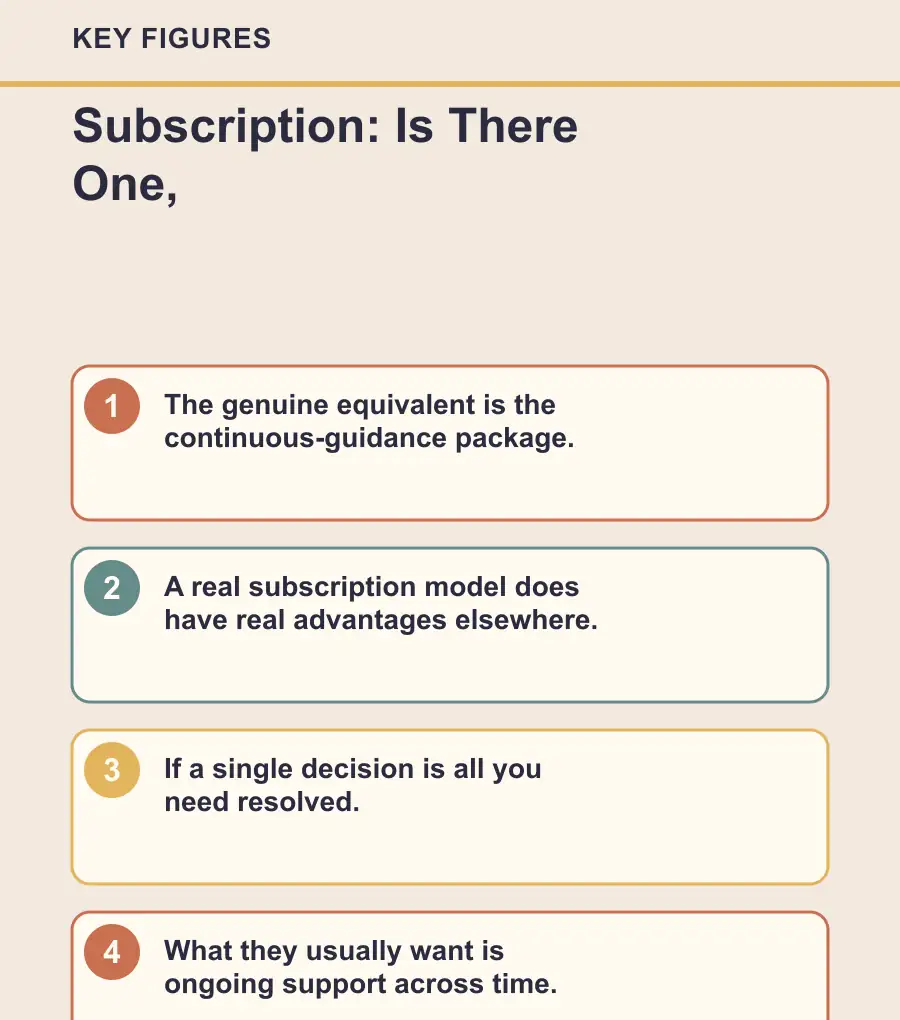 KEY FIGURES
Subscription: Is There
One,
1
The genuine equivalent is the
continuous-guidance package.
2
A real subscription model does
have real advantages elsewhere.
3
If a single decision is all you
need resolved.
4
What they usually want is
ongoing support across time.